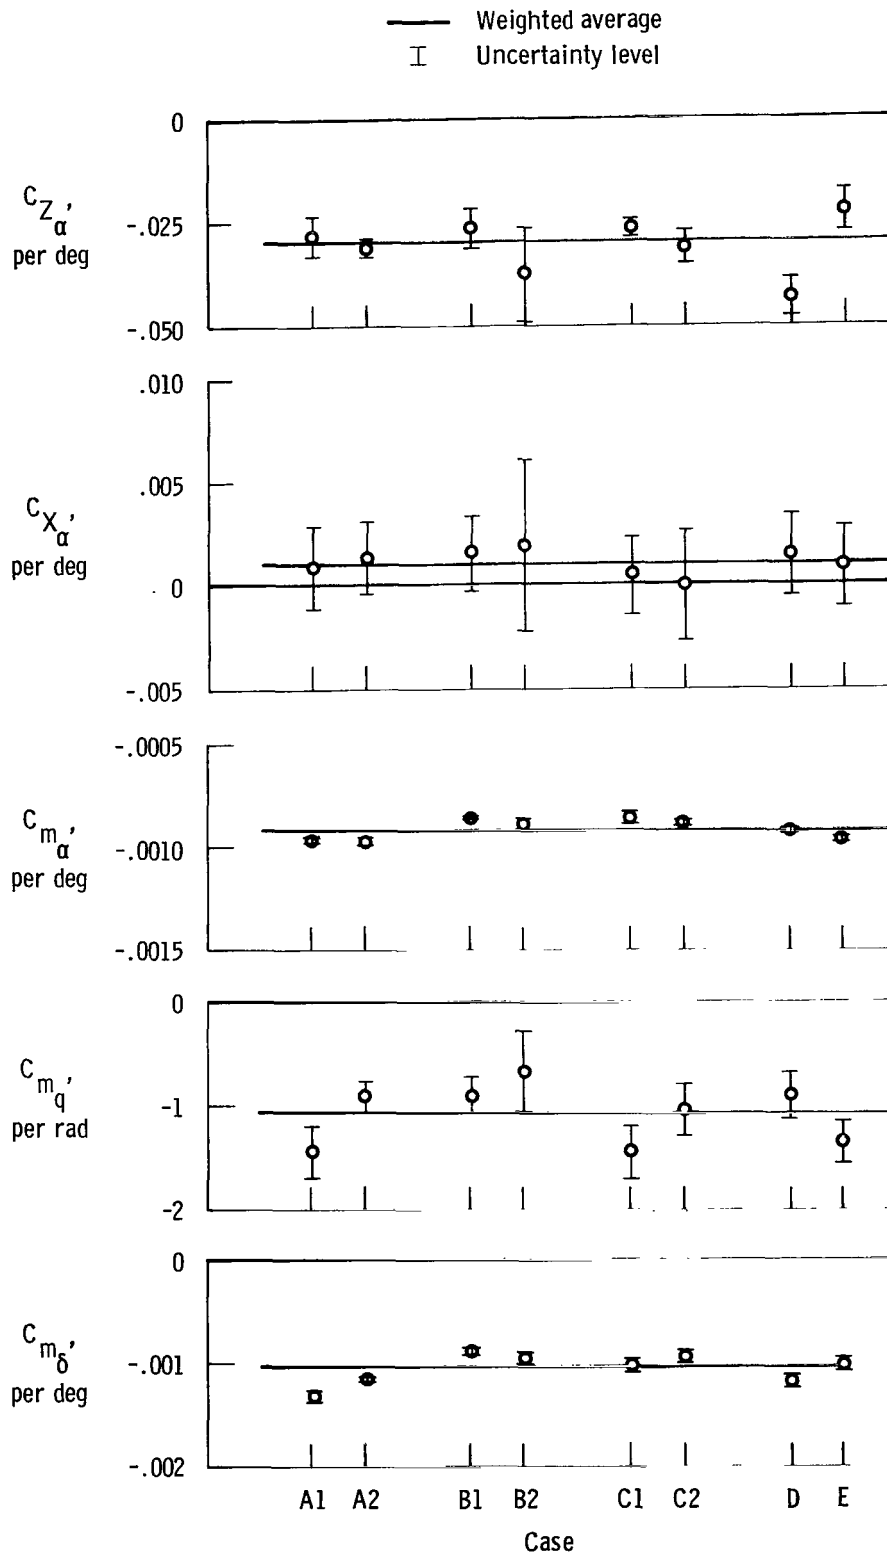 Weighted average
Uncertainty level
0
C_Zα,
per deg
-.025
-.050
.010
.005
C_Xα,
per deg
0
-.005
-.0005
C_mα,
per deg
-.0010
-.0015
0
C_mq,
per rad
-1
-2
0
C_mδ,
per deg
-.001
-.002
A1 A2 B1 B2 C1 C2 D E
Case